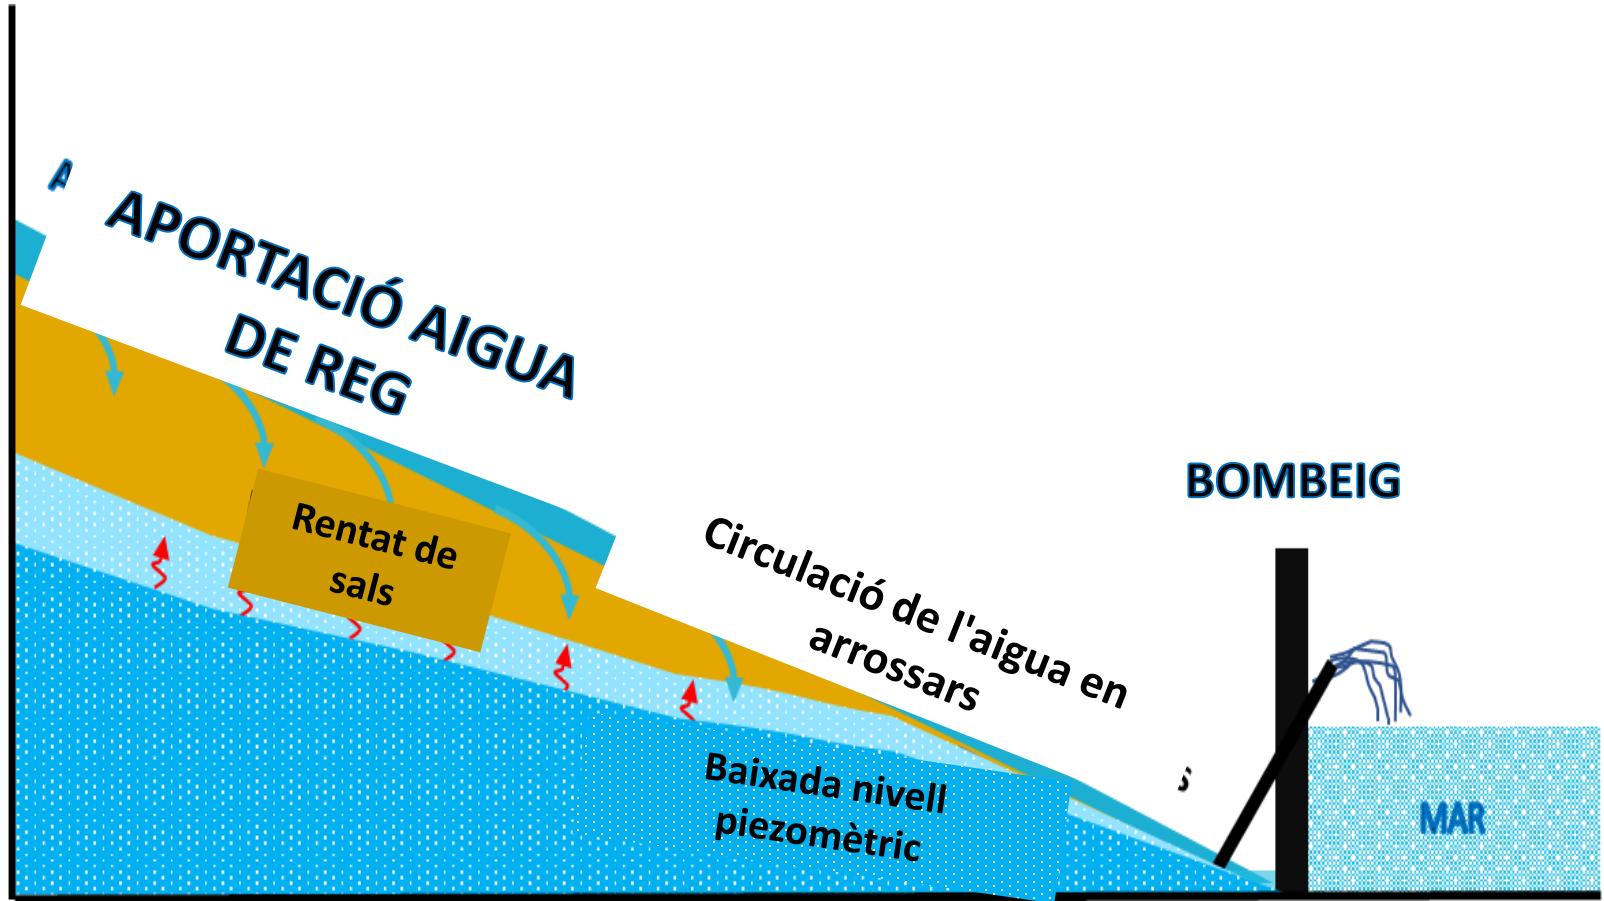 APORTACIÓ AIGUA
DE REG
BOMBEIG
Rentat de
sals
Circulació de l'aigua en
arrossars
Baixada nivell
piezomètric
MAR